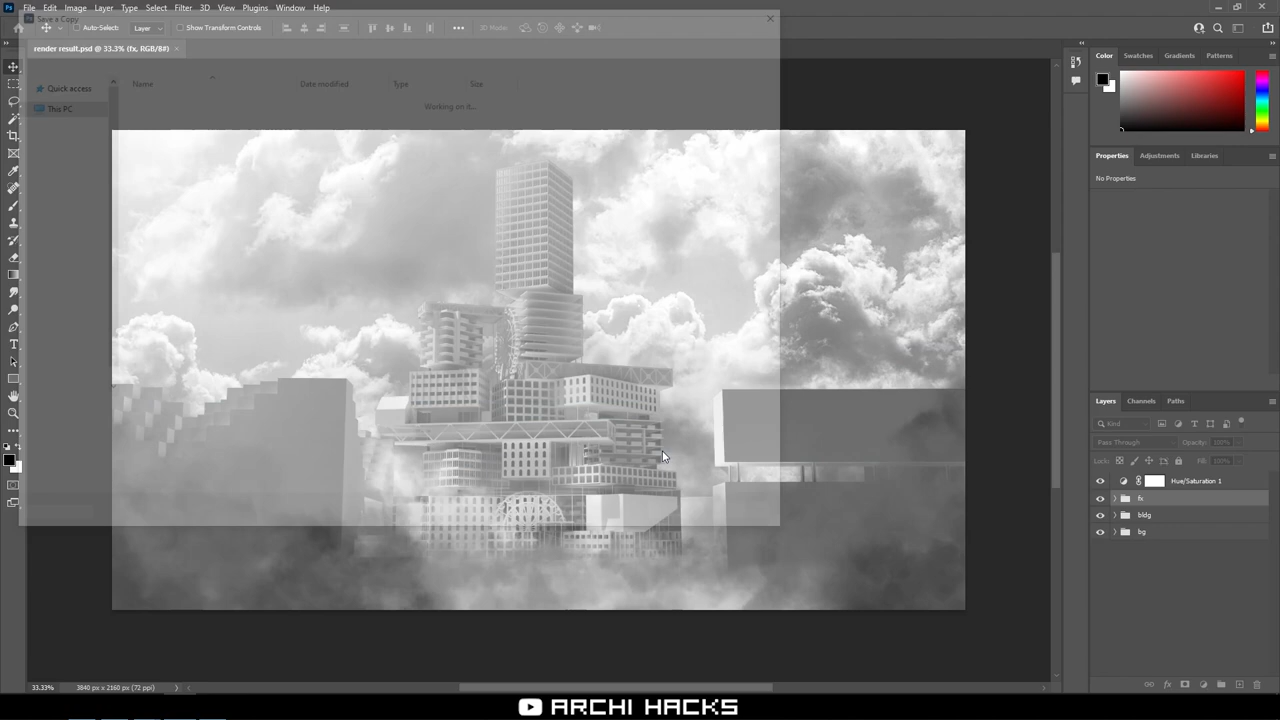 File Edit Image Layer Type Select Filter 3D View Plugins Window Help
Save a Copy
Auto-Select: Layer Show Transform Controls 3D Mode:
render result.psd @ 33.3% (fx, RGB/8#)
Color Swatches Gradients Patterns
Name Date modified Type Size
Quick access
Working on it...
This PC
Properties Adjustments Libraries
No Properties
Layers Channels Paths
Kind
Pass Through Opacity: 100%
Lock: Fill: 100%
Hue/Saturation 1
fx
bldg
bg
33.33% 3840 px x 2160 px (72 ppi)
ARCHI HACKS